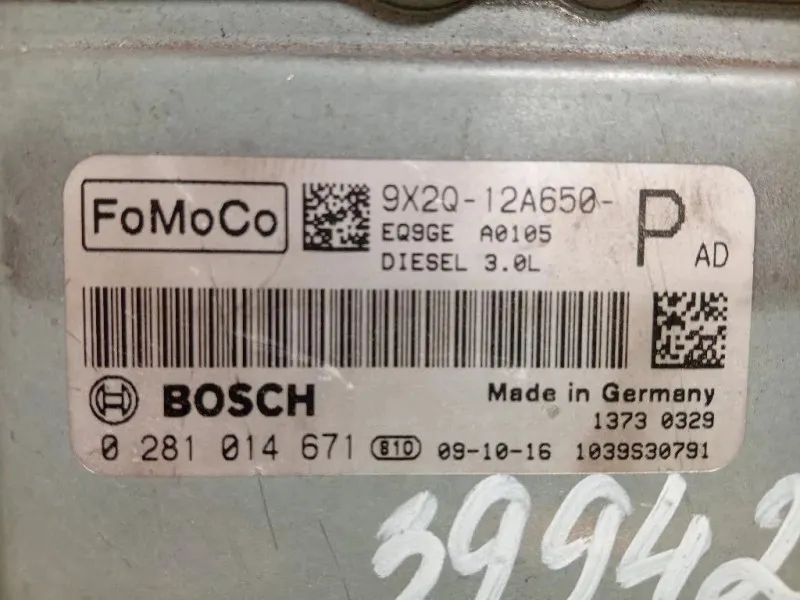 FoMoCo
9X2Q-12A650-
P
AD
EQ9GE A0105
DIESEL 3.0L
BOSCH
Made in Germany
1373 0329
0 281 014 671 810 09-10-16 1039S30791
39942